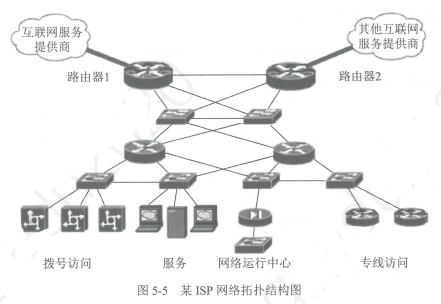 互联网服务
提供商
其他互联网
服务提供商
路由器1
路由器2
拨号访问
服务
网络运行中心
专线访问
图 5-5 某 ISP 网络拓扑结构图